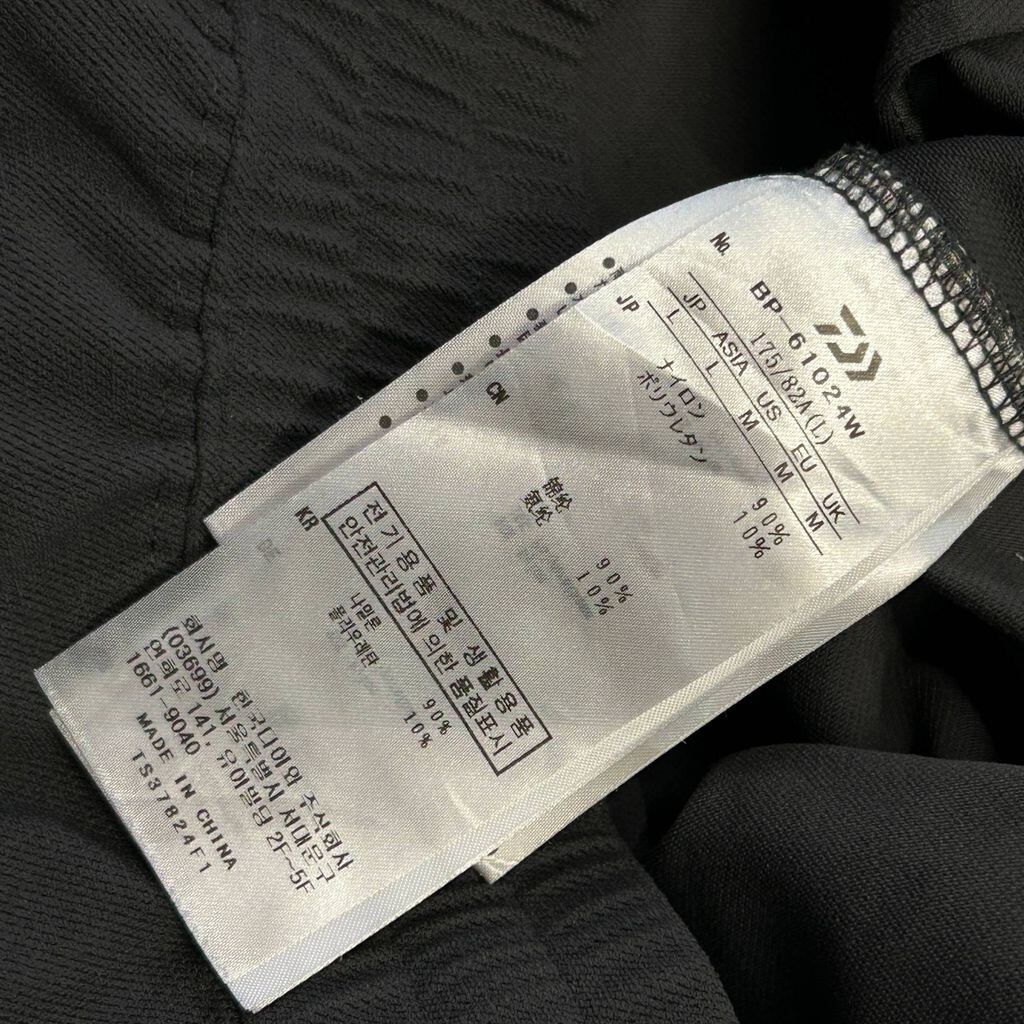 No.
BP-61024W
175/82A(L)
JP ASIA US EU UK
L L M M M
JP
ナイロン 90%
ポリウレタン 10%
CN
锦纶 90%
氨纶 10%
KR
전기용품 및 생활용품
안전관리법에 의한 품질표시
나일론 90%
폴리우레탄 10%
회사명 한국다이와 주식회사
(03699) 서울특별시 서대문구
연희로 141, 유아빌딩 2F~5F
1661-9040
MADE IN CHINA
TS37824F1